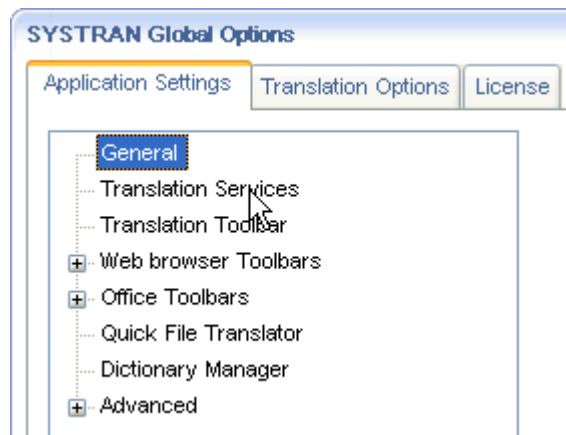 SYSTRAN Global Options
Application Settings Translation Options License
General
Translation Services
Translation Toolbar
Web browser Toolbars
Office Toolbars
Quick File Translator
Dictionary Manager
Advanced